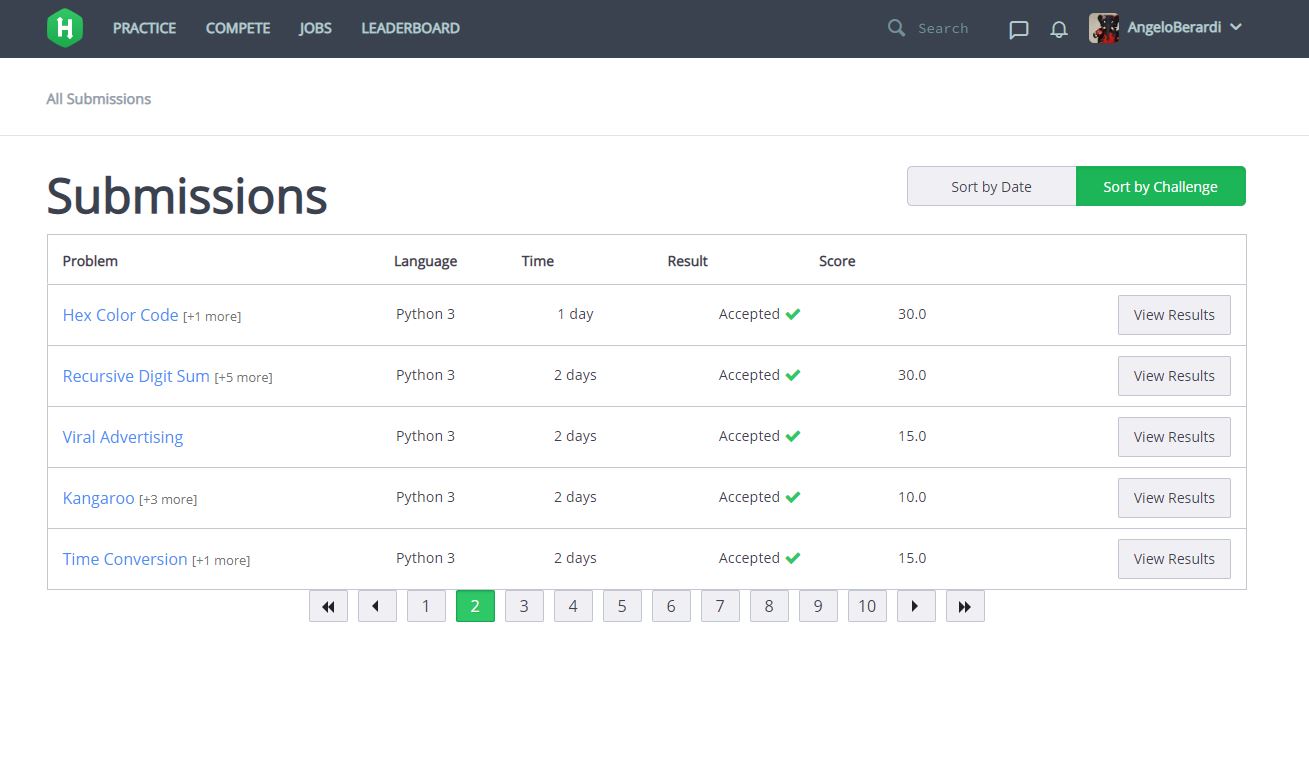 H PRACTICE COMPETE JOBS LEADERBOARD Search AngeloBerardi
All Submissions
Submissions
Sort by Date Sort by Challenge
Problem Language Time Result Score
Hex Color Code [+1 more] Python 3 1 day Accepted 30.0 View Results
Recursive Digit Sum [+5 more] Python 3 2 days Accepted 30.0 View Results
Viral Advertising Python 3 2 days Accepted 15.0 View Results
Kangaroo [+3 more] Python 3 2 days Accepted 10.0 View Results
Time Conversion [+1 more] Python 3 2 days Accepted 15.0 View Results
1 2 3 4 5 6 7 8 9 10